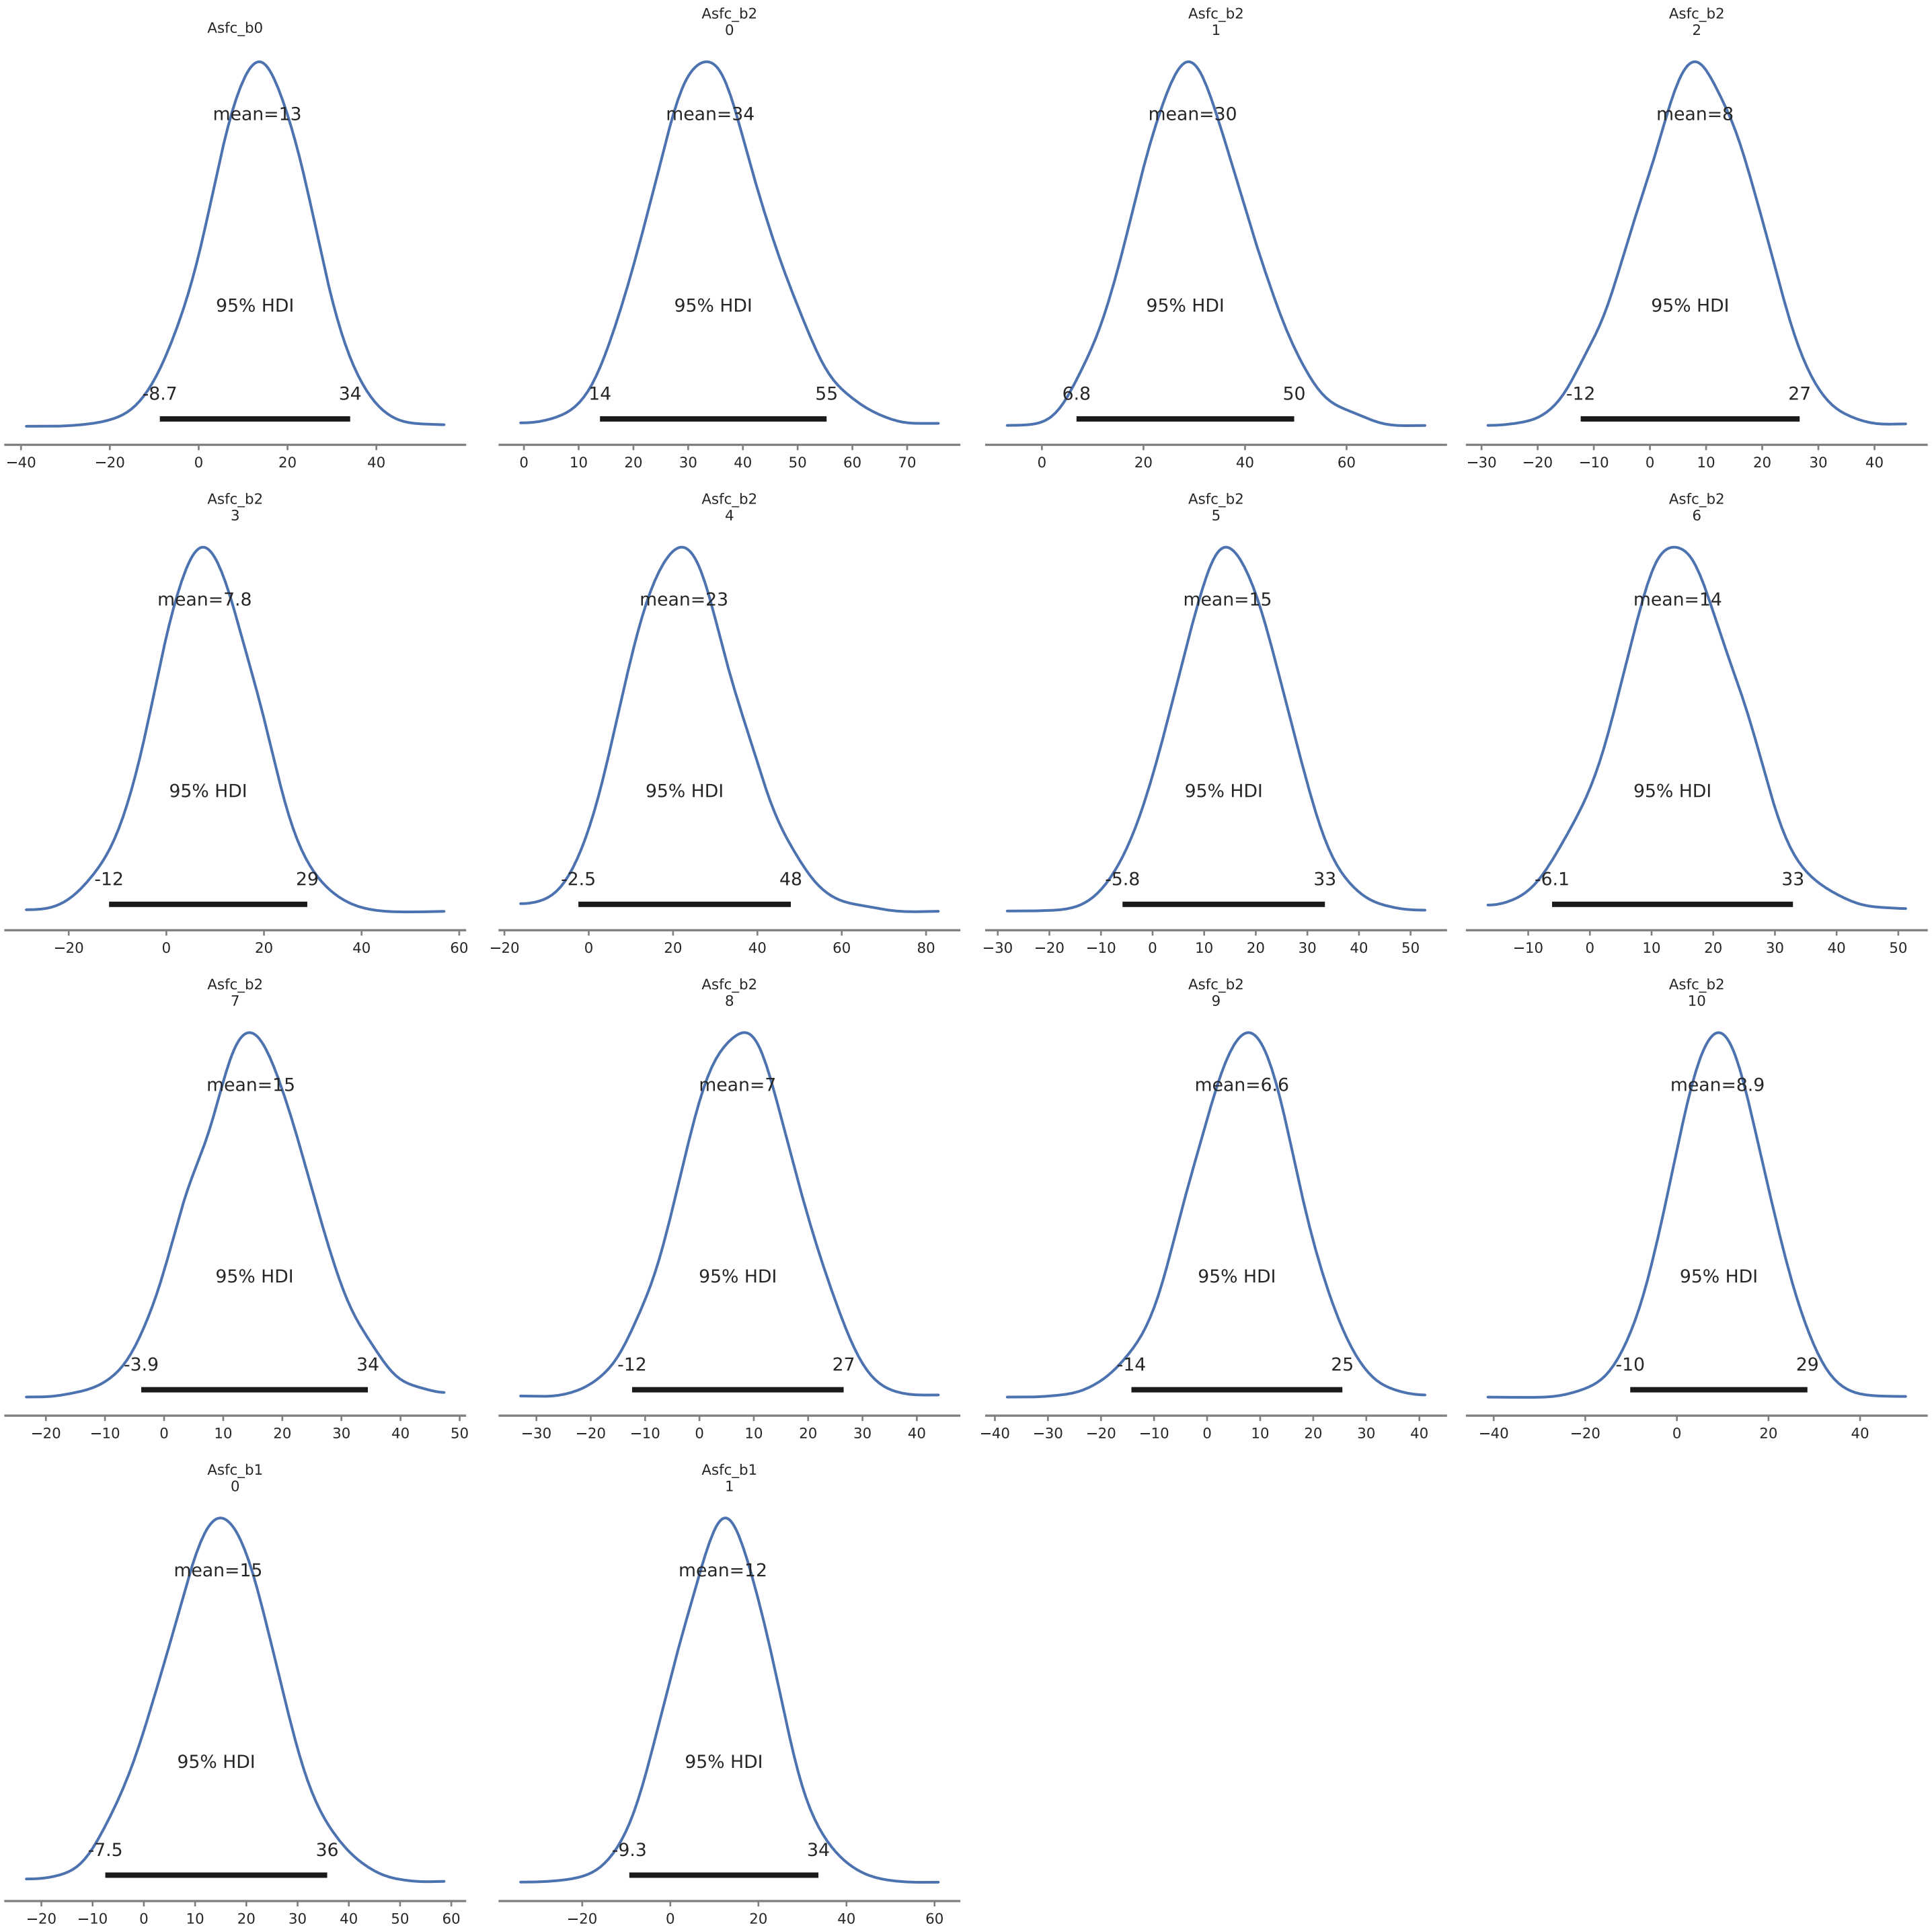 Asfc_b0
mean=13
95% HDI
-8.7 34
−40 −20 0 20 40
Asfc_b2
0
mean=34
95% HDI
14 55
0 10 20 30 40 50 60 70
Asfc_b2
1
mean=30
95% HDI
6.8 50
0 20 40 60
Asfc_b2
2
mean=8
95% HDI
-12 27
−30 −20 −10 0 10 20 30 40
Asfc_b2
3
mean=7.8
95% HDI
-12 29
−20 0 20 40 60
Asfc_b2
4
mean=23
95% HDI
-2.5 48
−20 0 20 40 60 80
Asfc_b2
5
mean=15
95% HDI
-5.8 33
−30 −20 −10 0 10 20 30 40 50
Asfc_b2
6
mean=14
95% HDI
-6.1 33
−10 0 10 20 30 40 50
Asfc_b2
7
mean=15
95% HDI
-3.9 34
−20 −10 0 10 20 30 40 50
Asfc_b2
8
mean=7
95% HDI
-12 27
−30 −20 −10 0 10 20 30 40
Asfc_b2
9
mean=6.6
95% HDI
-14 25
−40 −30 −20 −10 0 10 20 30 40
Asfc_b2
10
mean=8.9
95% HDI
-10 29
−40 −20 0 20 40
Asfc_b1
0
mean=15
95% HDI
-7.5 36
−20 −10 0 10 20 30 40 50 60
Asfc_b1
1
mean=12
95% HDI
-9.3 34
−20 0 20 40 60